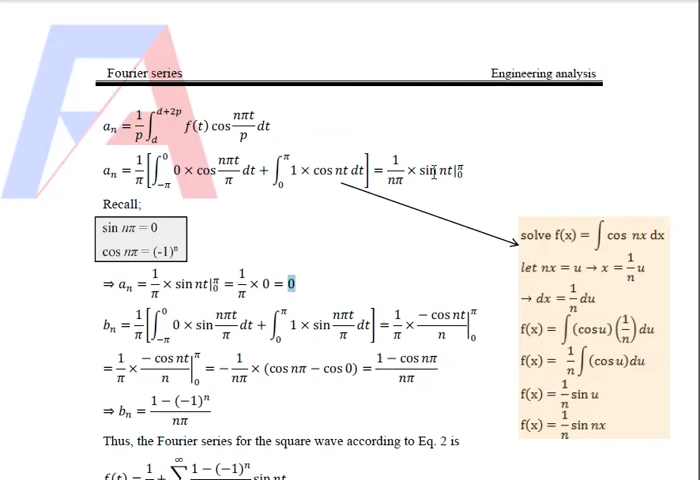 Fourier series Engineering analysis
aₙ = 1/p ∫_d^{d+2p} f(t) cos nπt/p dt
aₙ = 1/π [∫_{-π}^0 0 × cos nπt/π dt + ∫_0^π 1 × cos nt dt] = 1/nπ × sin nt|_0^π
Recall;
sin nπ = 0
cos nπ = (-1)ⁿ
⇒ aₙ = 1/π × sin nt|_0^π = 1/π × 0 = 0
bₙ = 1/π [∫_{-π}^0 0 × sin nπt/π dt + ∫_0^π 1 × sin nπt/π dt] = 1/π × − cos nt/n |_0^π
= 1/π × − cos nt/n |_0^π = − 1/nπ × (cos nπ − cos 0) = 1 − cos nπ/nπ
⇒ bₙ = 1 − (−1)ⁿ/nπ
Thus, the Fourier series for the square wave according to Eq. 2 is
f(t) = 1/ + ∑^∞ 1 − (−1)ⁿ sin nt
solve f(x) = ∫ cos nx dx
let nx = u → x = 1/n u
→ dx = 1/n du
f(x) = ∫(cos u) (1/n) du
f(x) = 1/n ∫(cos u)du
f(x) = 1/n sin u
f(x) = 1/n sin nx